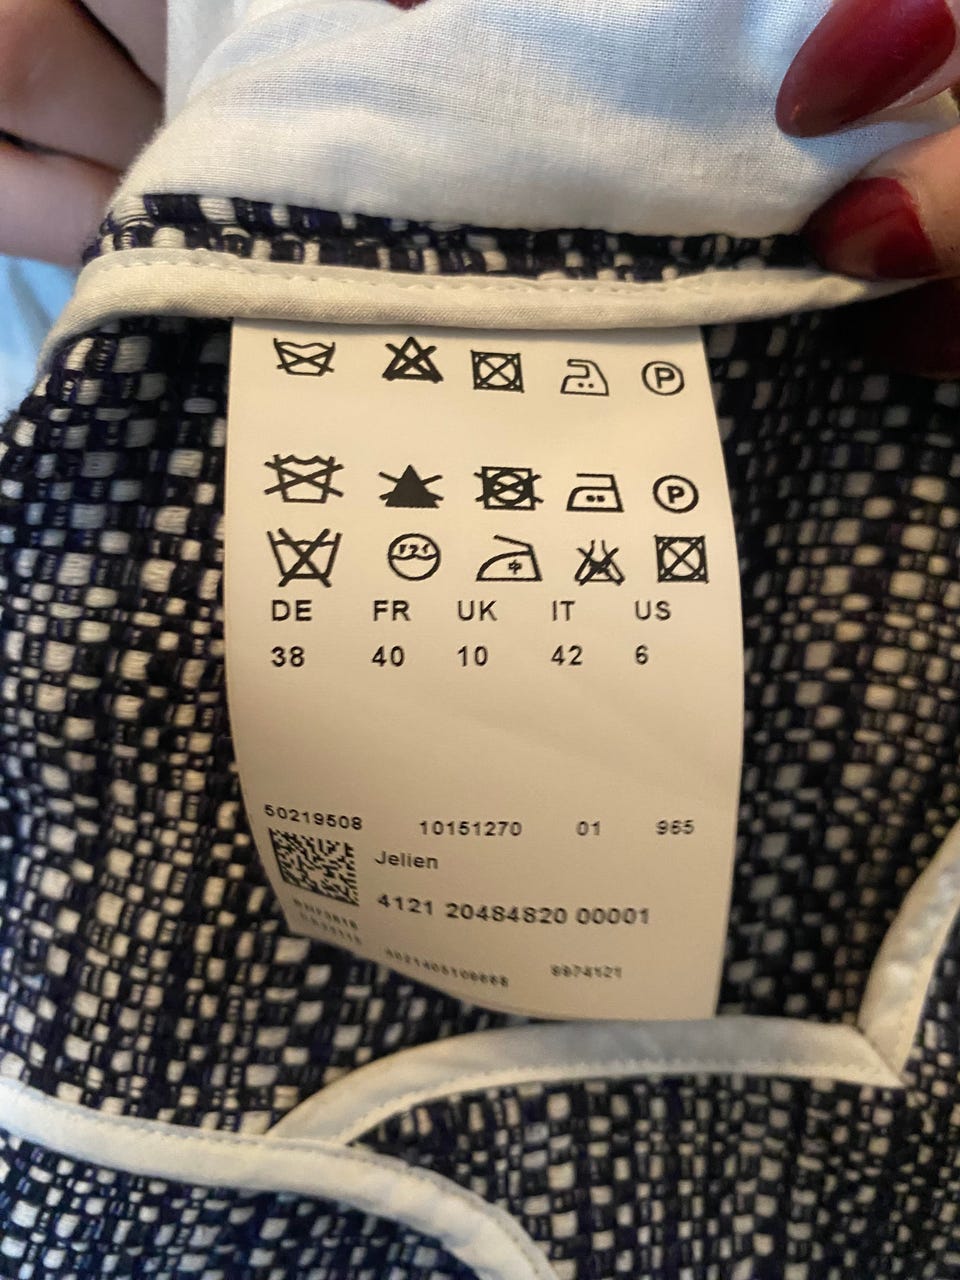 P
P
DE FR UK IT US
38 40 10 42 6
50219508 10151270 01 965
Jelien
4121 20484820 00001